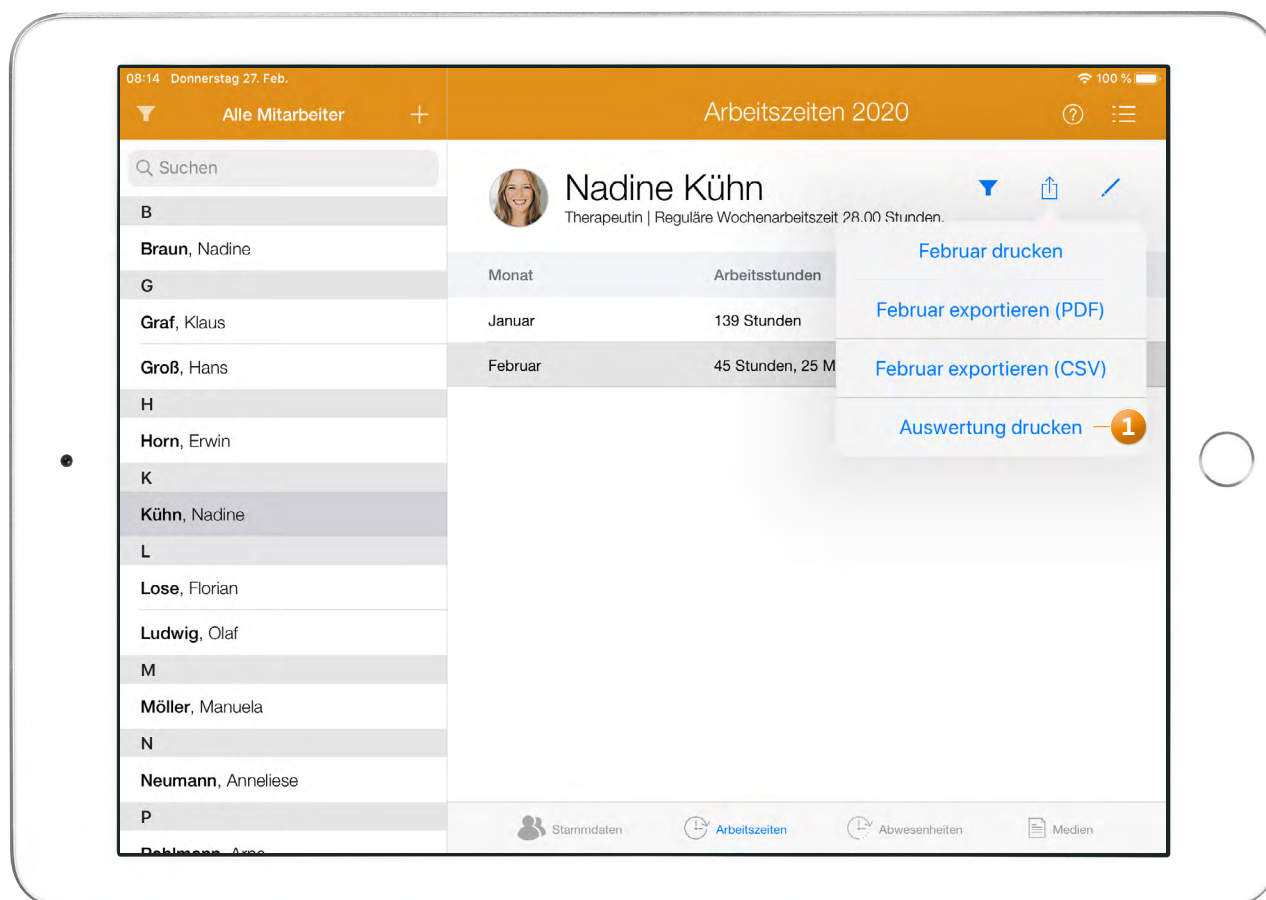 08:14 Donnerstag 27. Feb.
100 %
Alle Mitarbeiter
Arbeitszeiten 2020
Suchen
B
Braun, Nadine
G
Graf, Klaus
Groß, Hans
H
Horn, Erwin
K
Kühn, Nadine
L
Lose, Florian
Ludwig, Olaf
M
Möller, Manuela
N
Neumann, Anneliese
P
Nadine Kühn
Therapeutin | Reguläre Wochenarbeitszeit 28.00 Stunden.
Monat Arbeitsstunden
Januar 139 Stunden
Februar 45 Stunden, 25 M
Februar drucken
Februar exportieren (PDF)
Februar exportieren (CSV)
Auswertung drucken 1
Stammdaten Arbeitszeiten Abwesenheiten Medien